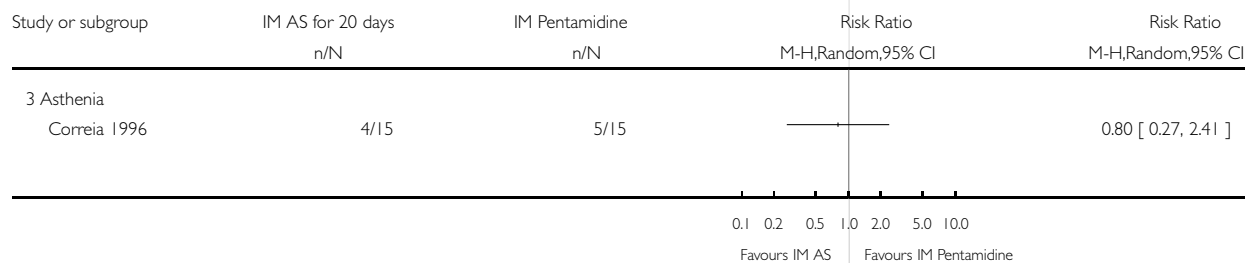 Study or subgroup IM AS for 20 days IM Pentamidine Risk Ratio Risk Ratio
n/N n/N M-H,Random,95% CI M-H,Random,95% CI
3 Asthenia
Correia 1996 4/15 5/15 0.80 [ 0.27, 2.41 ]
0.1 0.2 0.5 1.0 2.0 5.0 10.0
Favours IM AS Favours IM Pentamidine